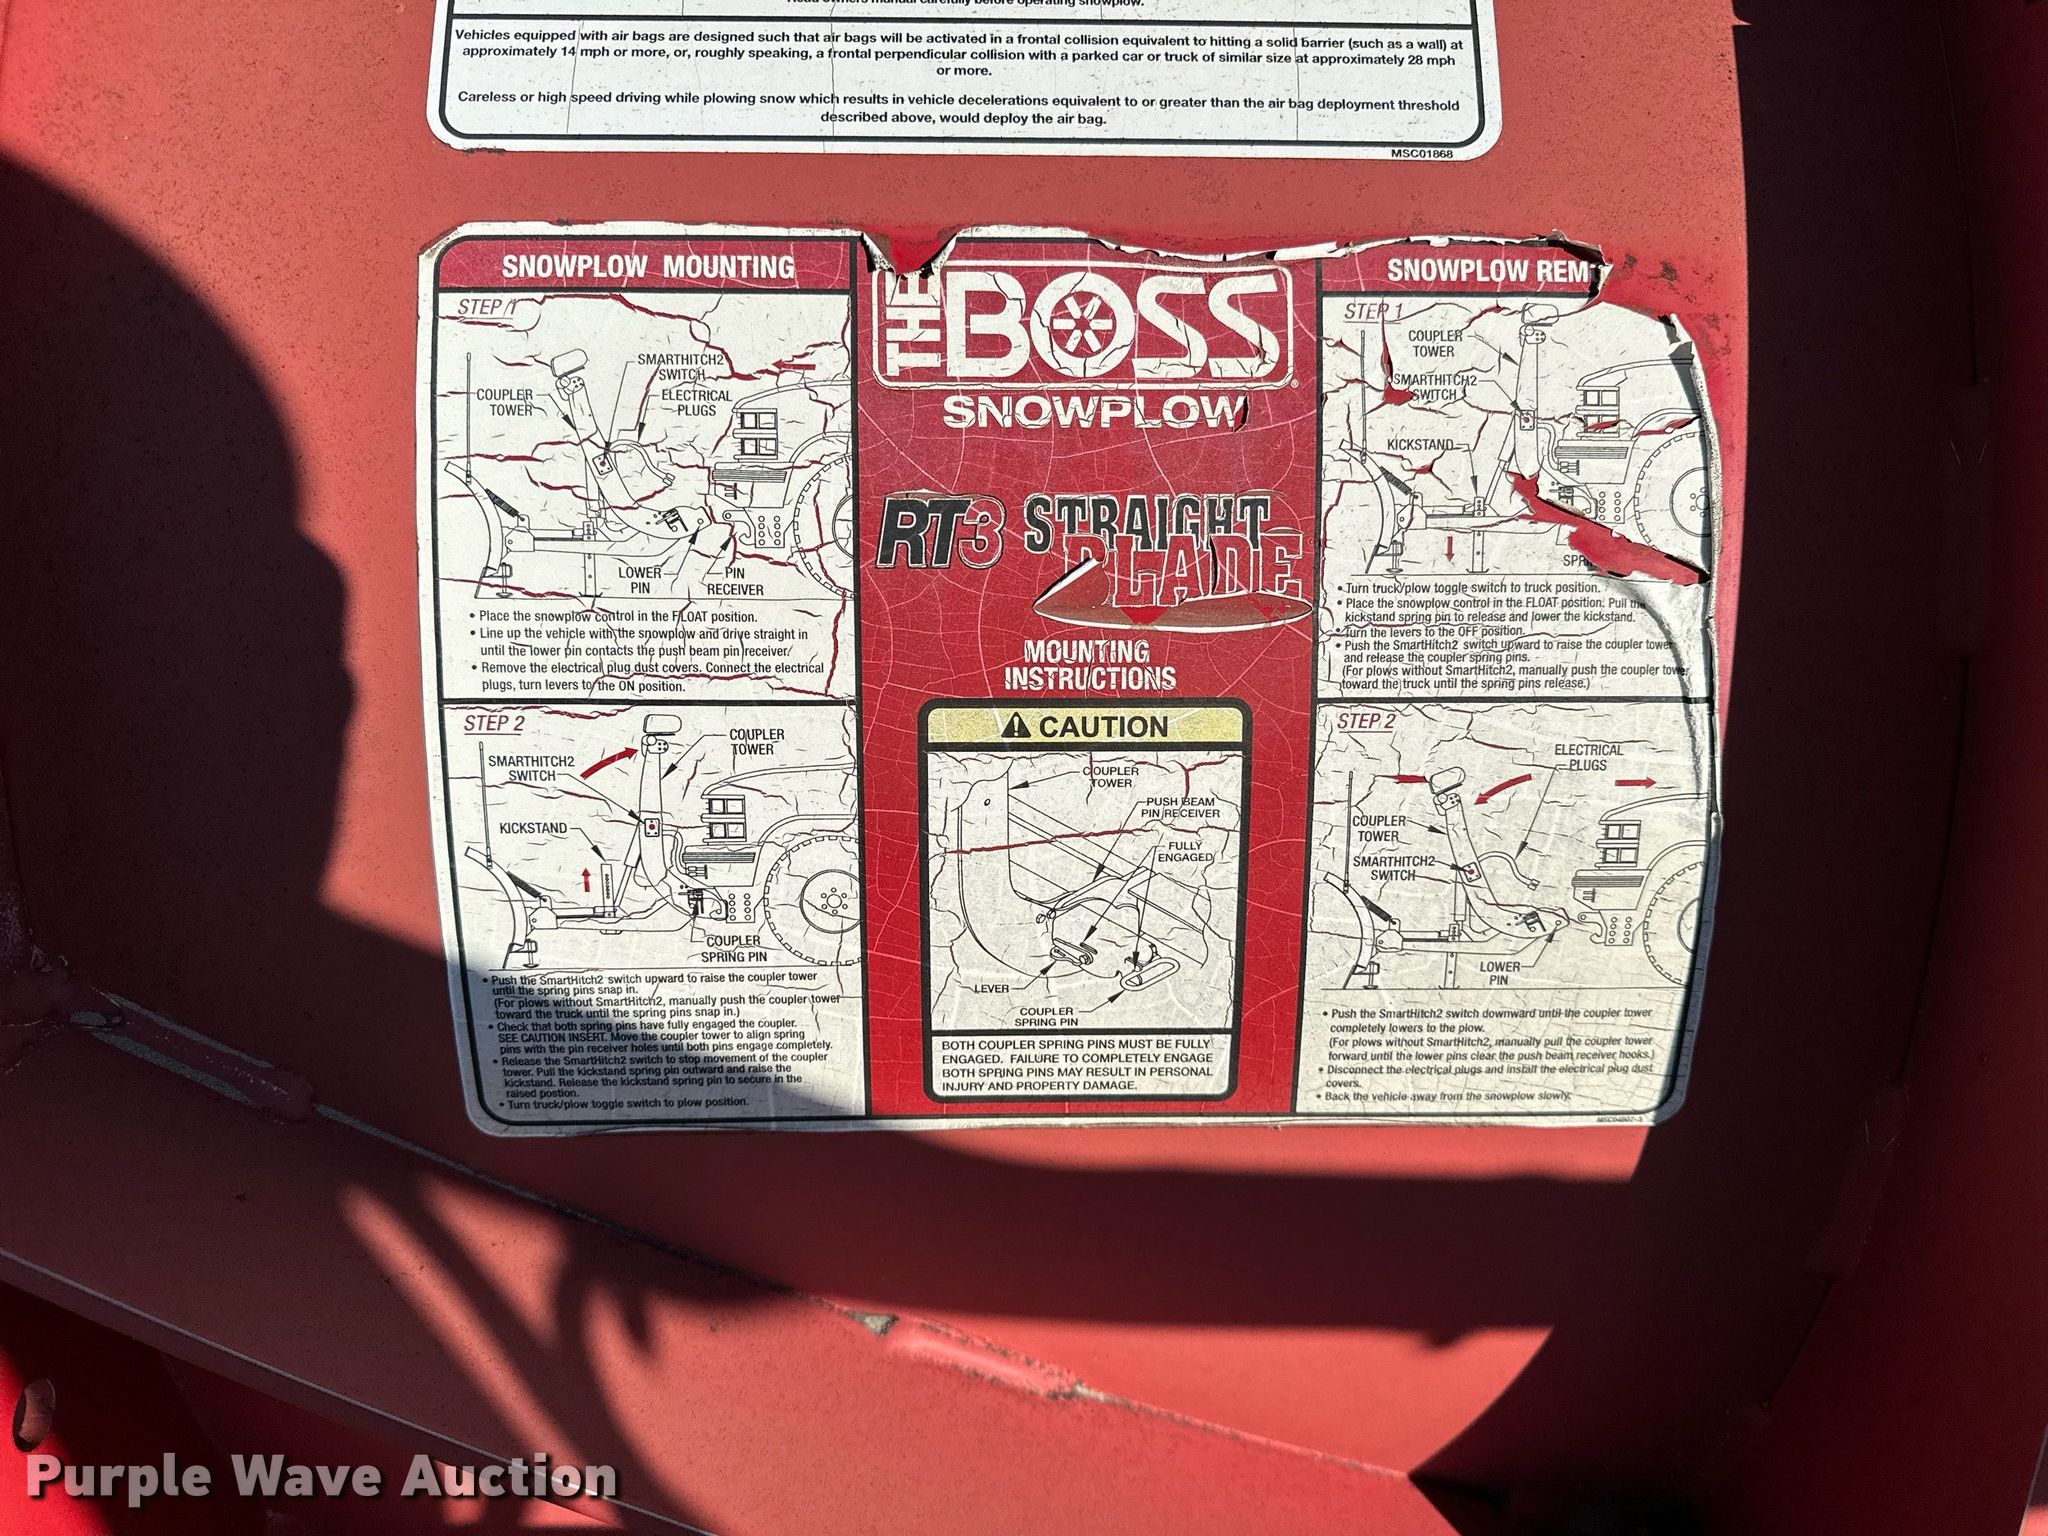 Read owners manual carefully before operating snowplow.
Vehicles equipped with air bags are designed such that air bags will be activated in a frontal collision equivalent to hitting a solid barrier (such as a wall) at
approximately 14 mph or more, or, roughly speaking, a frontal perpendicular collision with a parked car or truck of similar size at approximately 28 mph
or more.
Careless or high speed driving while plowing snow which results in vehicle decelerations equivalent to or greater than the air bag deployment threshold
described above, would deploy the air bag.
MSC01868
SNOWPLOW MOUNTING
STEP 1
SMARTHITCH2
SWITCH
COUPLER
TOWER
ELECTRICAL
PLUGS
LOWER
PIN
PIN
RECEIVER
• Place the snowplow control in the FLOAT position.
• Line up the vehicle with the snowplow and drive straight in
until the lower pin contacts the push beam pin receiver.
• Remove the electrical plug dust covers. Connect the electrical
plugs, turn levers to the ON position.
STEP 2
COUPLER
TOWER
SMARTHITCH2
SWITCH
KICKSTAND
COUPLER
SPRING PIN
• Push the SmartHitch2 switch upward to raise the coupler tower
until the spring pins snap in.
(For plows without SmartHitch2, manually push the coupler tower
toward the truck until the spring pins snap in.)
• Check that both spring pins have fully engaged the coupler.
SEE CAUTION INSERT. Move the coupler tower to align spring
pins with the pin receiver holes until both pins engage completely.
• Release the SmartHitch2 switch to stop movement of the coupler
tower. Pull the kickstand spring pin outward and raise the
kickstand. Release the kickstand spring pin to secure in the
raised postion.
• Turn truck/plow toggle switch to plow position.
THE BOSS
®
SNOWPLOW
RT3 STRAIGHT
BLADE
MOUNTING
INSTRUCTIONS
CAUTION
COUPLER
TOWER
PUSH BEAM
PIN RECEIVER
FULLY
ENGAGED
LEVER
COUPLER
SPRING PIN
BOTH COUPLER SPRING PINS MUST BE FULLY
ENGAGED. FAILURE TO COMPLETELY ENGAGE
BOTH SPRING PINS MAY RESULT IN PERSONAL
INJURY AND PROPERTY DAMAGE.
SNOWPLOW REM
STEP 1
COUPLER
TOWER
SMARTHITCH2
SWITCH
KICKSTAND
SPR
• Turn truck/plow toggle switch to truck position.
• Place the snowplow control in the FLOAT position. Pull the
kickstand spring pin to release and lower the kickstand.
• Turn the levers to the OFF position.
• Push the SmartHitch2 switch upward to raise the coupler tower
and release the coupler spring pins.
(For plows without SmartHitch2, manually push the coupler tower
toward the truck until the spring pins release.)
STEP 2
ELECTRICAL
PLUGS
COUPLER
TOWER
SMARTHITCH2
SWITCH
LOWER
PIN
• Push the SmartHitch2 switch downward until the coupler tower
completely lowers to the plow.
(For plows without SmartHitch2, manually pull the coupler tower
forward until the lower pins clear the push beam receiver hooks.)
• Disconnect the electrical plugs and install the electrical plug dust
covers.
• Back the vehicle away from the snowplow slowly.
Purple Wave Auction